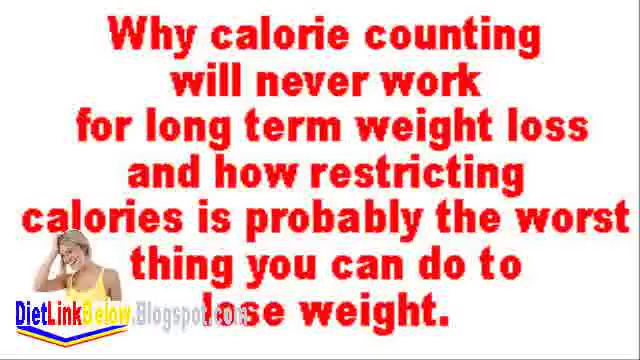 Why calorie counting
will never work
for long term weight loss
and how restricting
calories is probably the worst
thing you can do to
lose weight.
DietLinkBelow.Blogspot.com